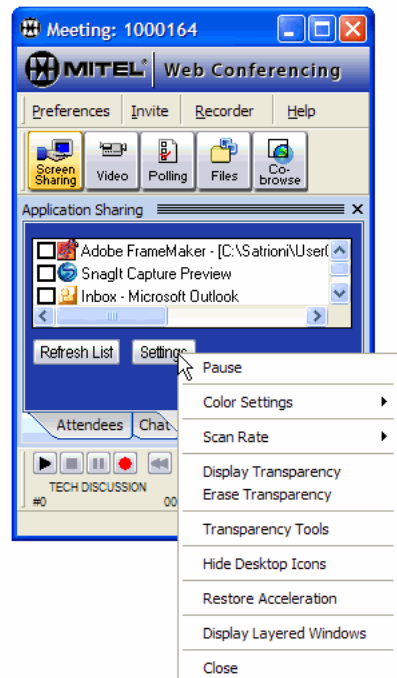 Meeting: 1000164
MITEL Web Conferencing
Preferences Invite Recorder Help
Screen Sharing Video Polling Files Co-browse
Application Sharing
Adobe FrameMaker - [C:\Satrioni\User(
SnagIt Capture Preview
Inbox - Microsoft Outlook
Refresh List Settings
Pause
Color Settings
Scan Rate
Display Transparency
Erase Transparency
Transparency Tools
Hide Desktop Icons
Restore Acceleration
Display Layered Windows
Close
Attendees Chat
TECH DISCUSSION
#0 00